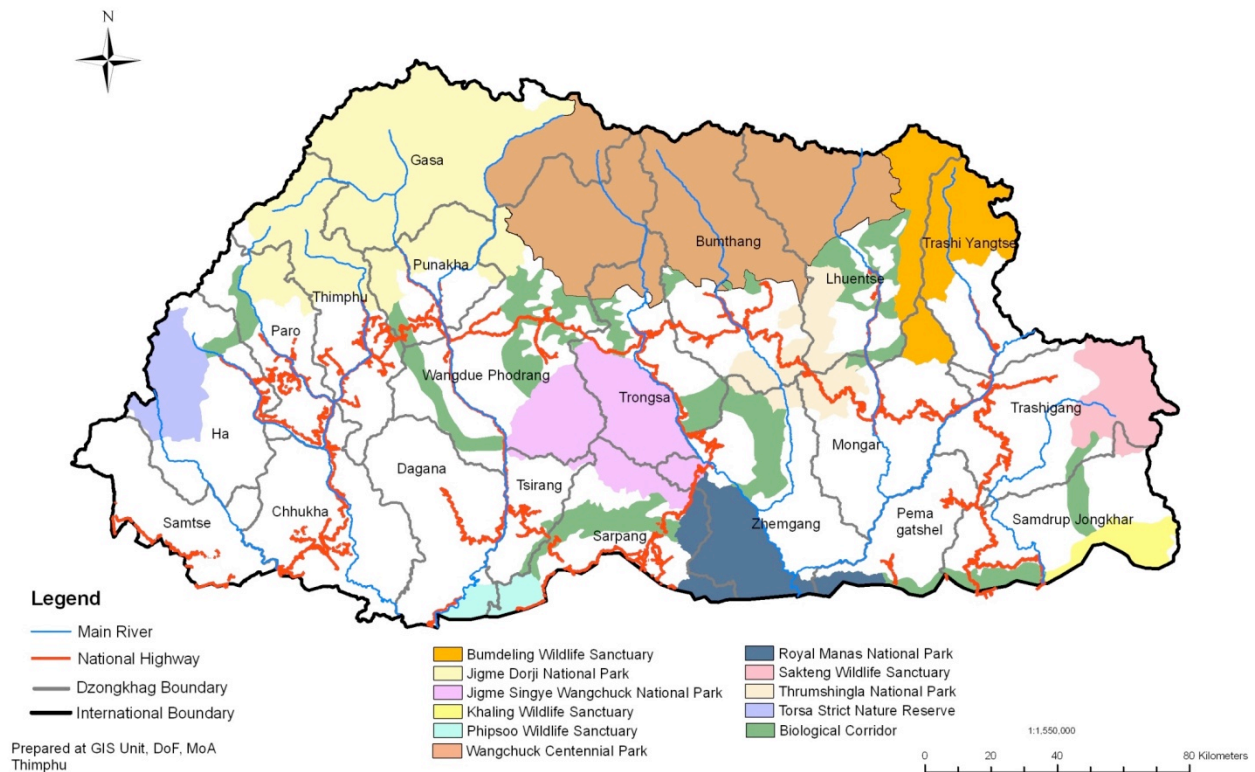 N
Gasa
Bumthang
Trashi Yangtse
Punakha
Lhuentse
Thimphu
Paro
Wangdue Phodrang
Trongsa
Trashigang
Ha
Mongar
Dagana
Tsirang
Chhukha
Samtse
Zhemgang
Pema
gatshel
Samdrup Jongkhar
Sarpang
Legend
Main River
National Highway
Dzongkhag Boundary
International Boundary
Bumdeling Wildlife Sanctuary
Jigme Dorji National Park
Jigme Singye Wangchuck National Park
Khaling Wildlife Sanctuary
Phipsoo Wildlife Sanctuary
Wangchuck Centennial Park
Royal Manas National Park
Sakteng Wildlife Sanctuary
Thrumshingla National Park
Torsa Strict Nature Reserve
Biological Corridor
Prepared at GIS Unit, DoF, MoA
Thimphu
1:1,550,000
0 20 40 80 Kilometers